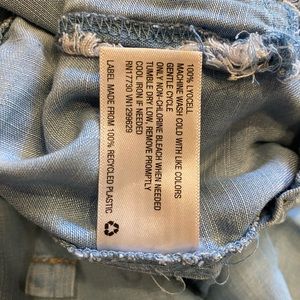 100% LYOCELL
MACHINE WASH COLD WITH LIKE COLORS
GENTLE CYCLE
ONLY NON-CHLORINE BLEACH WHEN NEEDED
TUMBLE DRY LOW, REMOVE PROMPTLY
COOL IRON IF NEEDED
RN17730 VN1299629
LABEL MADE FROM 100% RECYCLED PLASTIC